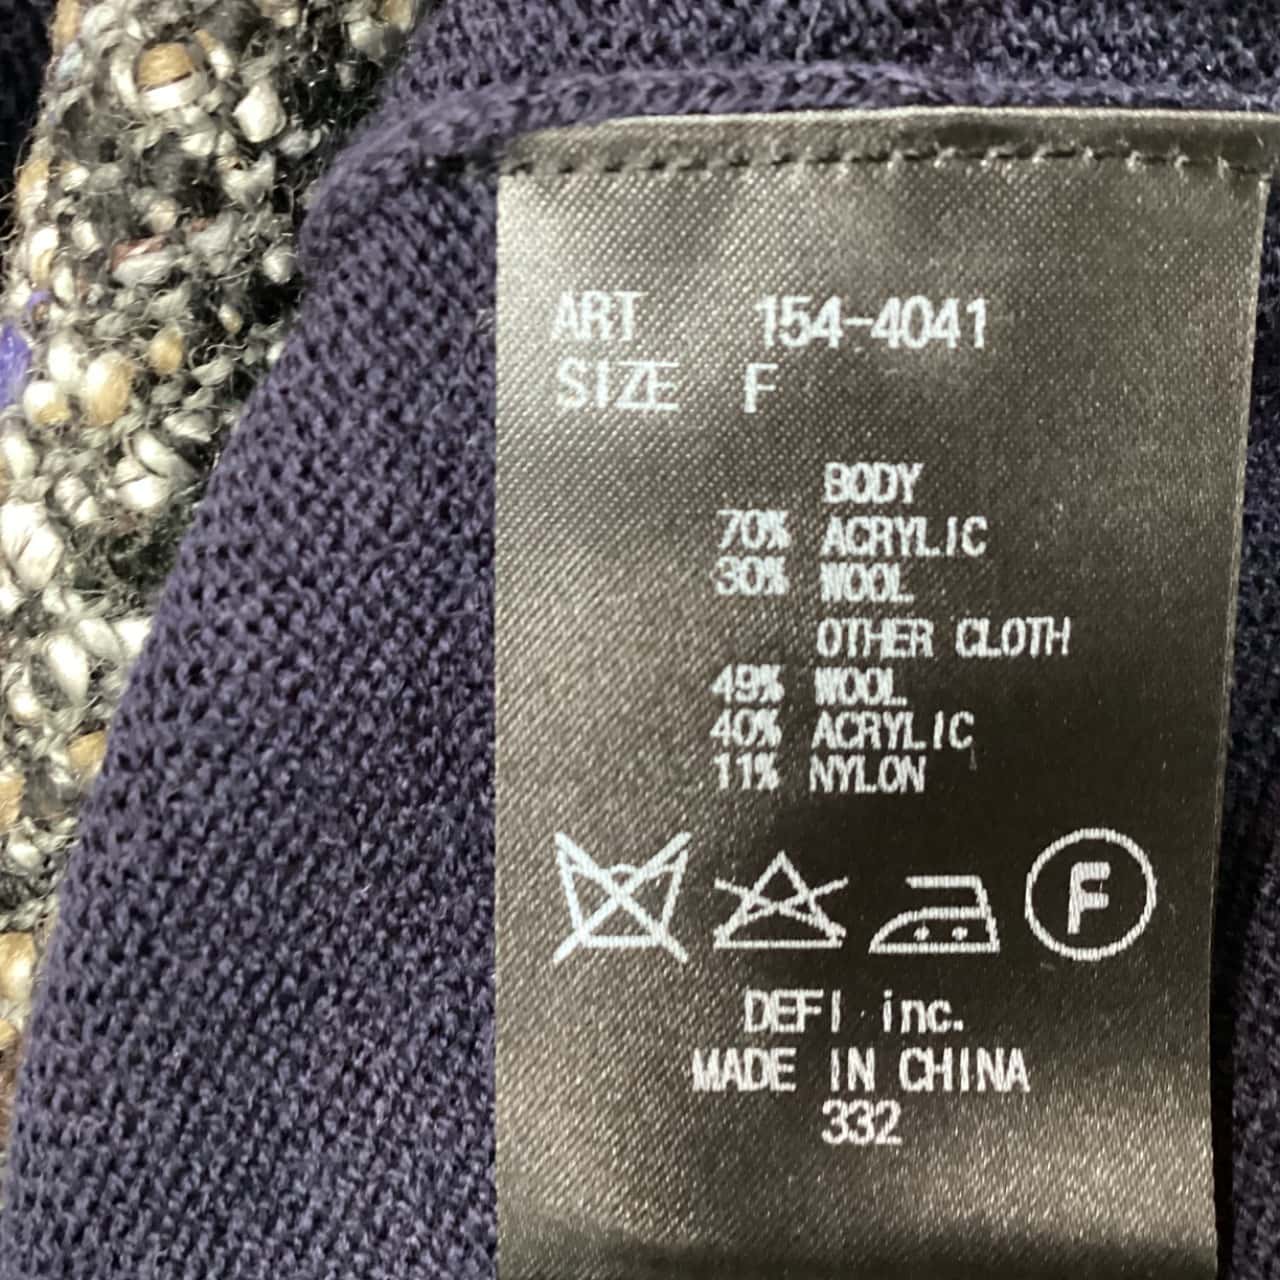 ART 154-4041
SIZE F
BODY
70% ACRYLIC
30% WOOL
OTHER CLOTH
49% WOOL
40% ACRYLIC
11% NYLON
F
DEFI inc.
MADE IN CHINA
332